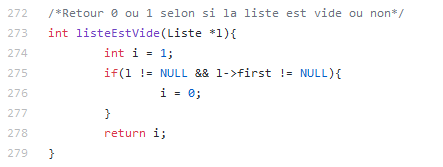 272 /*Retour 0 ou 1 selon si la liste est vide ou non*/
273 int listeEstVide(Liste *l){
274 int i = 1;
275 if(l != NULL && l->first != NULL){
276 i = 0;
277 }
278 return i;
279 }